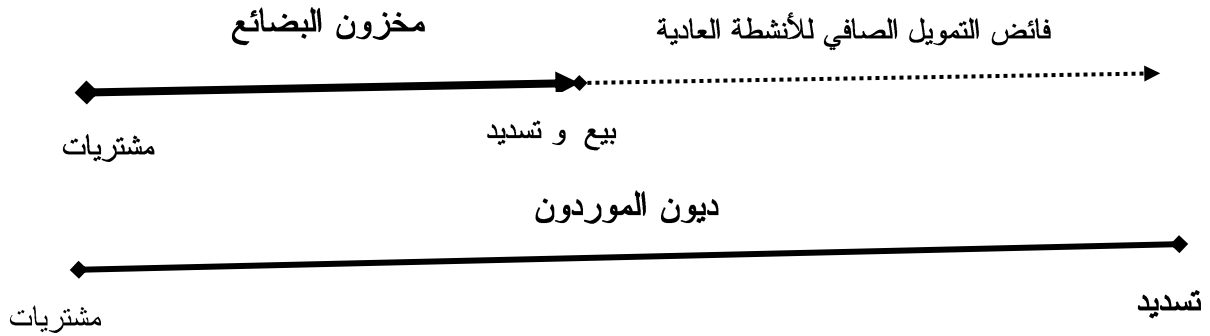 مخزون البضائع
فائض التمويل الصافي للأنشطة العادية
مشتريات
بيع و تسديد
ديون الموردون
مشتريات
تسديد